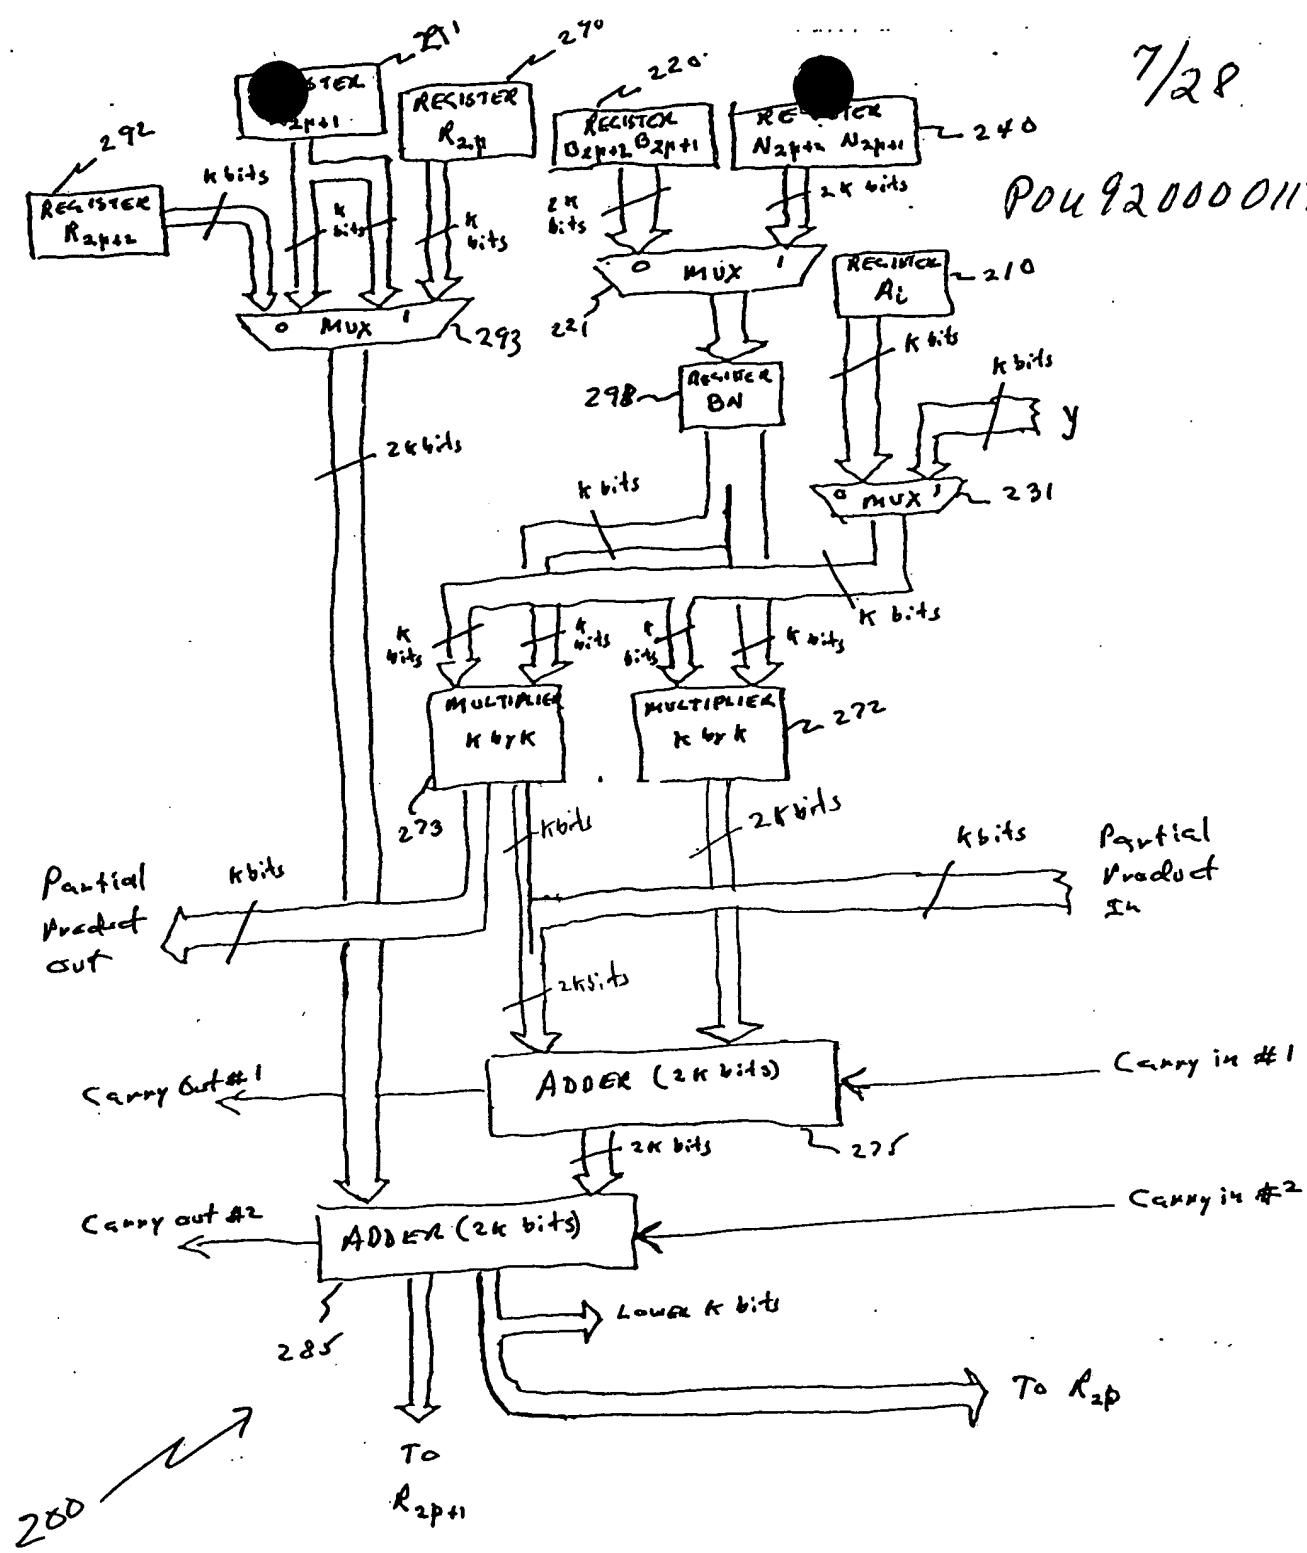 7/28
POU920000011
291
290
220
240
292
REGISTER
R2p
REGISTER
B2p+2 B2p+1
N2p+2 N2p+1
REGISTER
R2p+2
K bits
K bits
K bits
2K bits
2K bits
0 MUX 1
293
0 MUX 1
221
REGISTER
Ai
210
K bits
K bits
y
298
REGISTER
BN
2K bits
0 MUX 1
231
K bits
K bits
K bits
K bits
K bits
K bits
MULTIPLIER
K by K
273
MULTIPLIER
K by K
272
K bits
2K bits
K bits
Partial
Product
Out
K bits
Partial
Product
In
2K bits
Carry Out #1
ADDER (2K bits)
Carry in #1
275
2K bits
Carry out #2
ADDER (2K bits)
Carry in #2
285
LOWER K bits
To R2p
To
R2p+1
200